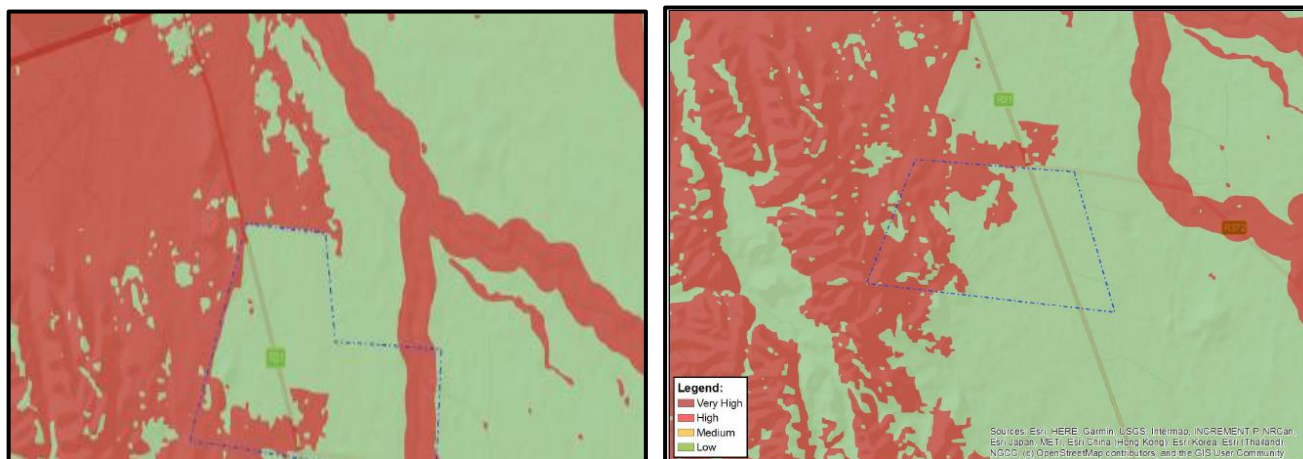 Legend:
Very High
High
Medium
Low
Sources: Esri, HERE, Garmin, USGS, Intermap, INCREMENT P, NRCan,
Esri Japan, METI, Esri China (Hong Kong), Esri Korea, Esri (Thailand),
NGCC, (c) OpenStreetMap contributors, and the GIS User Community